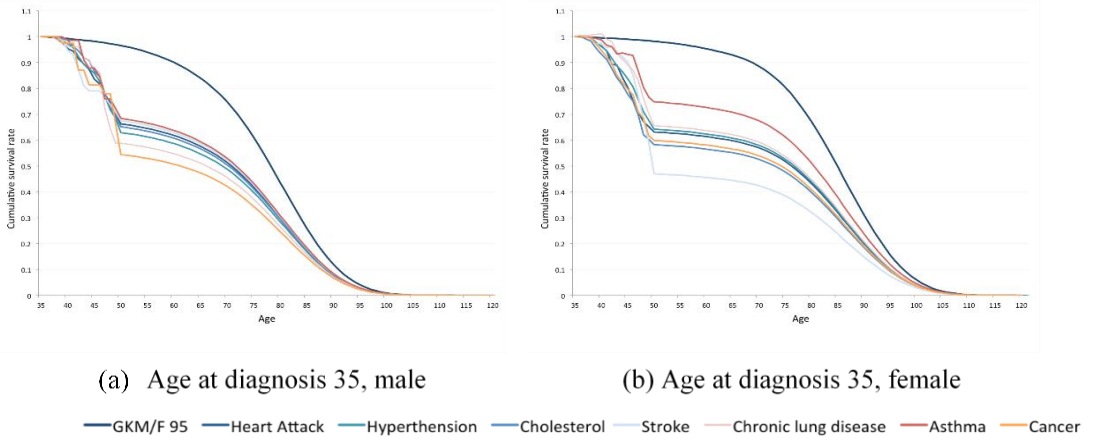 1.1
1
0.9
0.8
0.7
0.6
0.5
0.4
0.3
0.2
0.1
0
Cumulative survival rate
35 40 45 50 55 60 65 70 75 80 85 90 95 100 105 110 115 120
Age
1.1
1
0.9
0.8
0.7
0.6
0.5
0.4
0.3
0.2
0.1
0
Cumulative survival rate
35 40 45 50 55 60 65 70 75 80 85 90 95 100 105 110 115 120
Age
(a) Age at diagnosis 35, male
(b) Age at diagnosis 35, female
GKM/F 95 Heart Attack Hyperthension Cholesterol Stroke Chronic lung disease Asthma Cancer